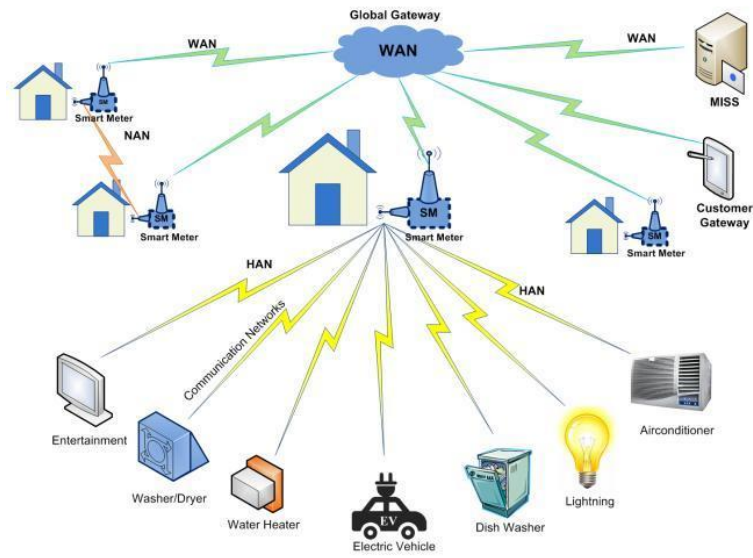 Global Gateway
WAN
WAN
WAN
MISS
SM
Smart Meter
NAN
SM
Smart Meter
SM
Smart Meter
SM
Smart Meter
Customer
Gateway
HAN
HAN
Communication Networks
Entertainment
Washer/Dryer
Water Heater
EV
Electric Vehicle
Dish Washer
Lightning
Airconditioner